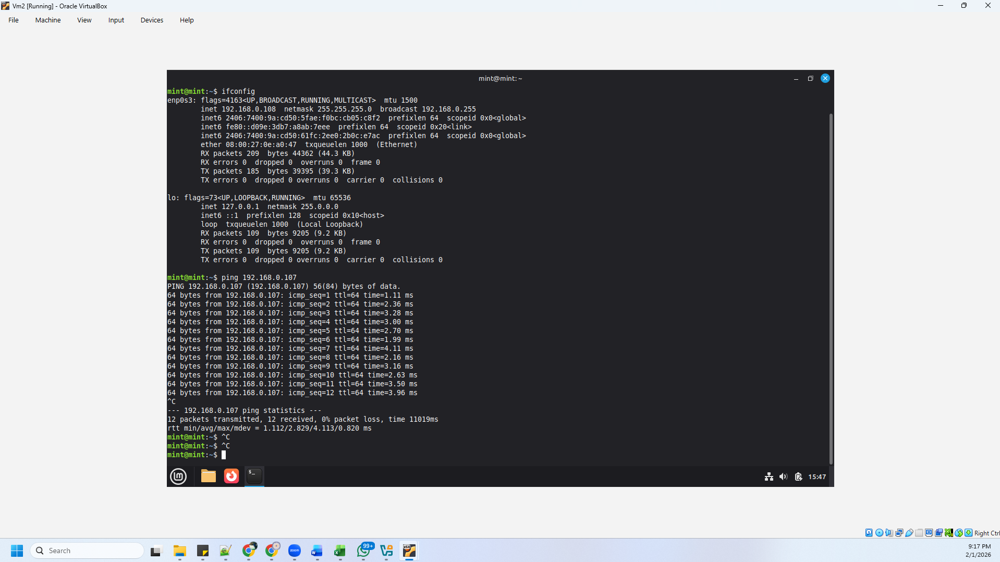 Vm2 [Running] - Oracle VirtualBox
File Machine View Input Devices Help
mint@mint: ~
mint@mint:~$ ifconfig
enp0s3: flags=4163<UP,BROADCAST,RUNNING,MULTICAST>  mtu 1500
        inet 192.168.0.108  netmask 255.255.255.0  broadcast 192.168.0.255
        inet6 2406:7400:9a:cd50:5fae:f0bc:cb05:c8f2  prefixlen 64  scopeid 0x0<global>
        inet6 fe80::d09e:3db7:a8ab:7eee  prefixlen 64  scopeid 0x20<link>
        inet6 2406:7400:9a:cd50:61fc:2ee0:2b0c:e7ac  prefixlen 64  scopeid 0x0<global>
        ether 08:00:27:0e:a0:47  txqueuelen 1000  (Ethernet)
        RX packets 209  bytes 44362 (44.3 KB)
        RX errors 0  dropped 0  overruns 0  frame 0
        TX packets 185  bytes 39395 (39.3 KB)
        TX errors 0  dropped 0 overruns 0  carrier 0  collisions 0
lo: flags=73<UP,LOOPBACK,RUNNING>  mtu 65536
        inet 127.0.0.1  netmask 255.0.0.0
        inet6 ::1  prefixlen 128  scopeid 0x10<host>
        loop  txqueuelen 1000  (Local Loopback)
        RX packets 109  bytes 9205 (9.2 KB)
        RX errors 0  dropped 0  overruns 0  frame 0
        TX packets 109  bytes 9205 (9.2 KB)
        TX errors 0  dropped 0 overruns 0  carrier 0  collisions 0
mint@mint:~$ ping 192.168.0.107
PING 192.168.0.107 (192.168.0.107) 56(84) bytes of data.
64 bytes from 192.168.0.107: icmp_seq=1 ttl=64 time=1.11 ms
64 bytes from 192.168.0.107: icmp_seq=2 ttl=64 time=2.36 ms
64 bytes from 192.168.0.107: icmp_seq=3 ttl=64 time=3.28 ms
64 bytes from 192.168.0.107: icmp_seq=4 ttl=64 time=3.00 ms
64 bytes from 192.168.0.107: icmp_seq=5 ttl=64 time=2.70 ms
64 bytes from 192.168.0.107: icmp_seq=6 ttl=64 time=1.99 ms
64 bytes from 192.168.0.107: icmp_seq=7 ttl=64 time=4.11 ms
64 bytes from 192.168.0.107: icmp_seq=8 ttl=64 time=2.16 ms
64 bytes from 192.168.0.107: icmp_seq=9 ttl=64 time=3.16 ms
64 bytes from 192.168.0.107: icmp_seq=10 ttl=64 time=2.63 ms
64 bytes from 192.168.0.107: icmp_seq=11 ttl=64 time=3.50 ms
64 bytes from 192.168.0.107: icmp_seq=12 ttl=64 time=3.96 ms
^C
--- 192.168.0.107 ping statistics ---
12 packets transmitted, 12 received, 0% packet loss, time 11019ms
rtt min/avg/max/mdev = 1.112/2.829/4.113/0.820 ms
mint@mint:~$ ^C
mint@mint:~$ ^C
mint@mint:~$
lm $_ 15:47
Right Ctrl
Search zoom W X 99+ x64 9:17 PM
2/1/2026